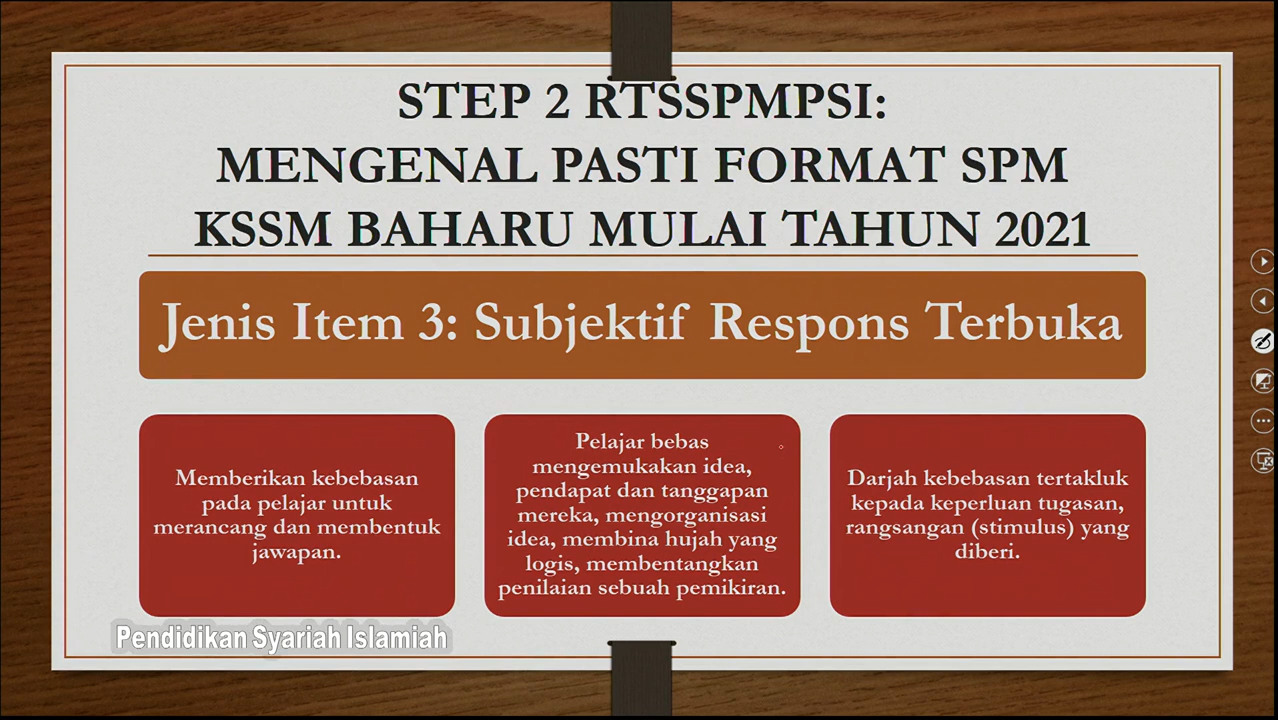 STEP 2 RTSSPMPSI:
MENGENAL PASTI FORMAT SPM
KSSM BAHARU MULAI TAHUN 2021
Jenis Item 3: Subjektif Respons Terbuka
Memberikan kebebasan
pada pelajar untuk
merancang dan membentuk
jawapan.
Pelajar bebas
mengemukakan idea,
pendapat dan tanggapan
mereka, mengorganisasi
idea, membina hujah yang
logis, membentangkan
penilaian sebuah pemikiran.
Darjah kebebasan tertakluk
kepada keperluan tugasan,
rangsangan (stimulus) yang
diberi.
Pendidikan Syariah Islamiah